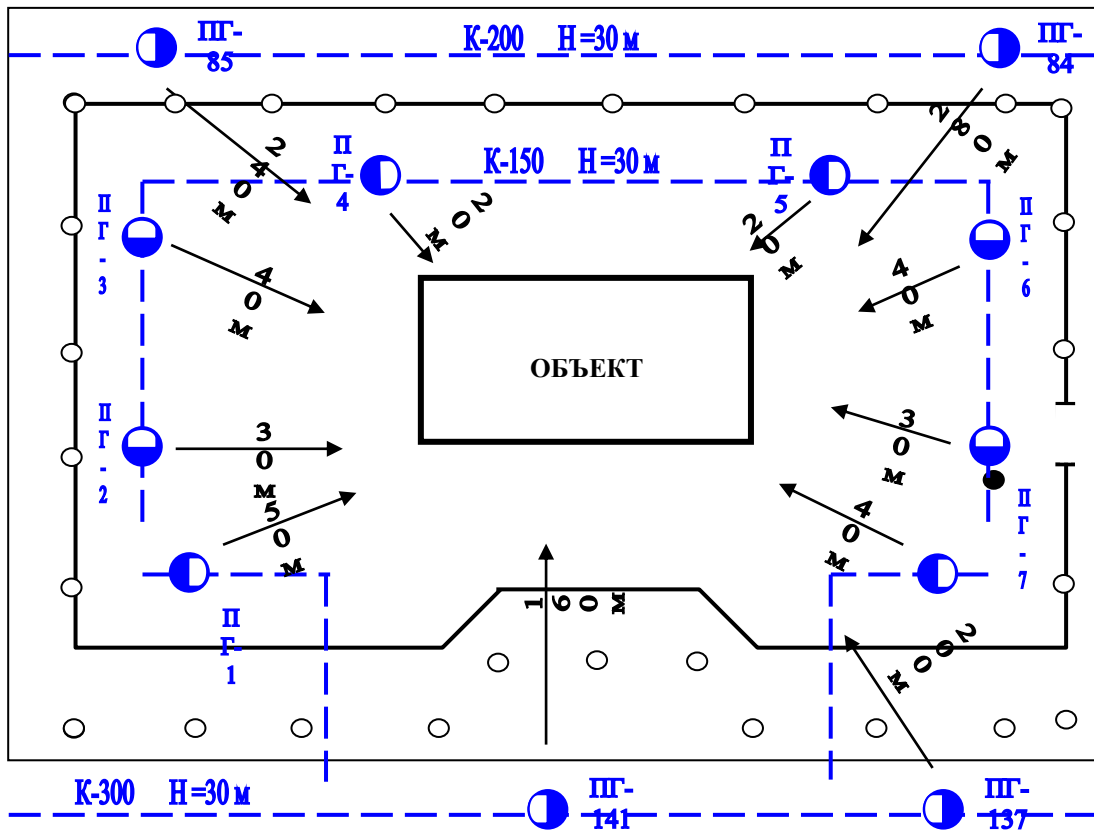 ПГ-
85
К-200 Н =30 м
ПГ-
84
240 м
280 м
ПГ-4
К-150 Н=30 м
ПГ-5
20 м
20 м
ПГ-3
40 м
40 м
ПГ-6
ОБЪЕКТ
ПГ-2
30 м
30 м
50 м
40 м
ПГ-7
ПГ-1
160 м
200 м
К-300 Н =30 м
ПГ-
141
ПГ-
137